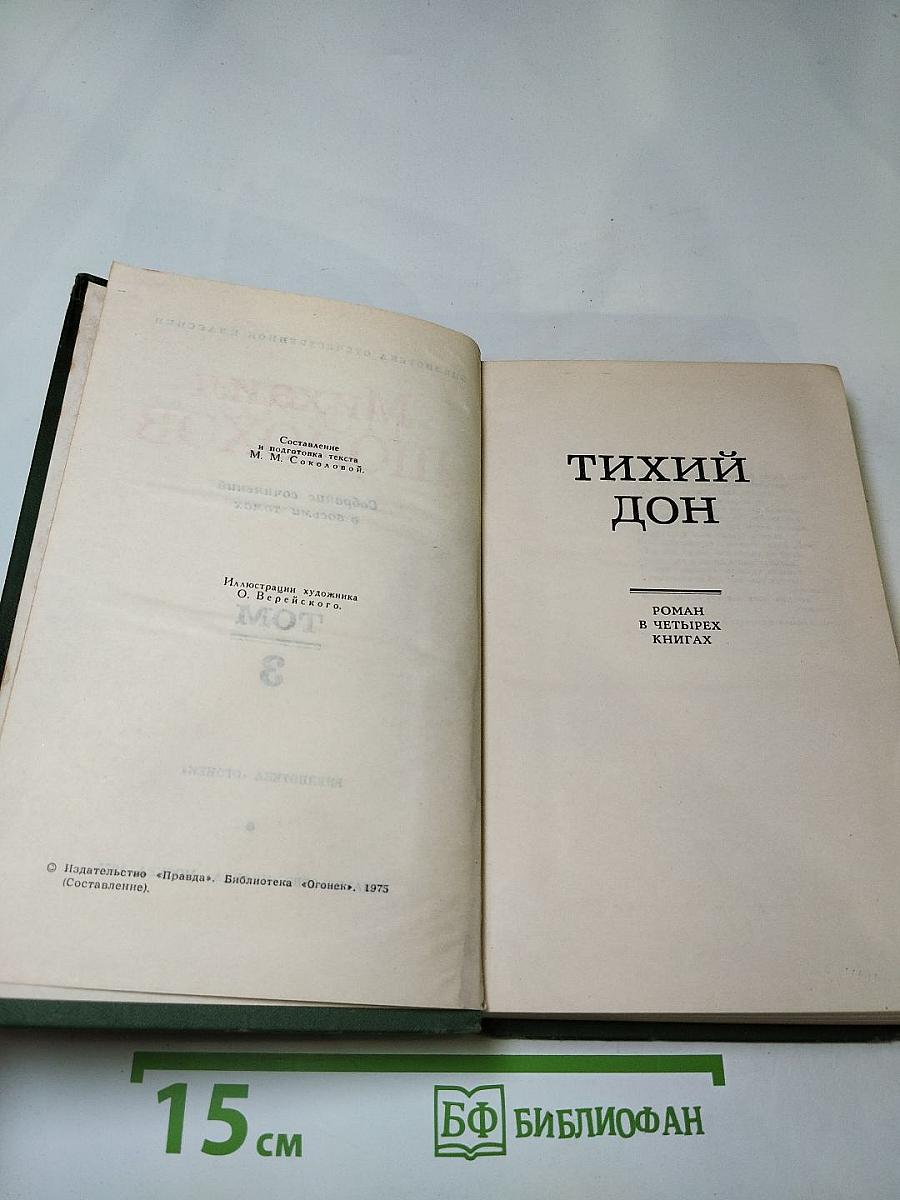 Составление
и подготовка текста
М. М. Соколовой.
Иллюстрации художника
О. Верейского.
© Издательство «Правда». Библиотека «Огонек». 1975
(Составление).
ТИХИЙ
ДОН
РОМАН
В ЧЕТЫРЕХ
КНИГАХ
15 см
БФ БИБЛИОФАН